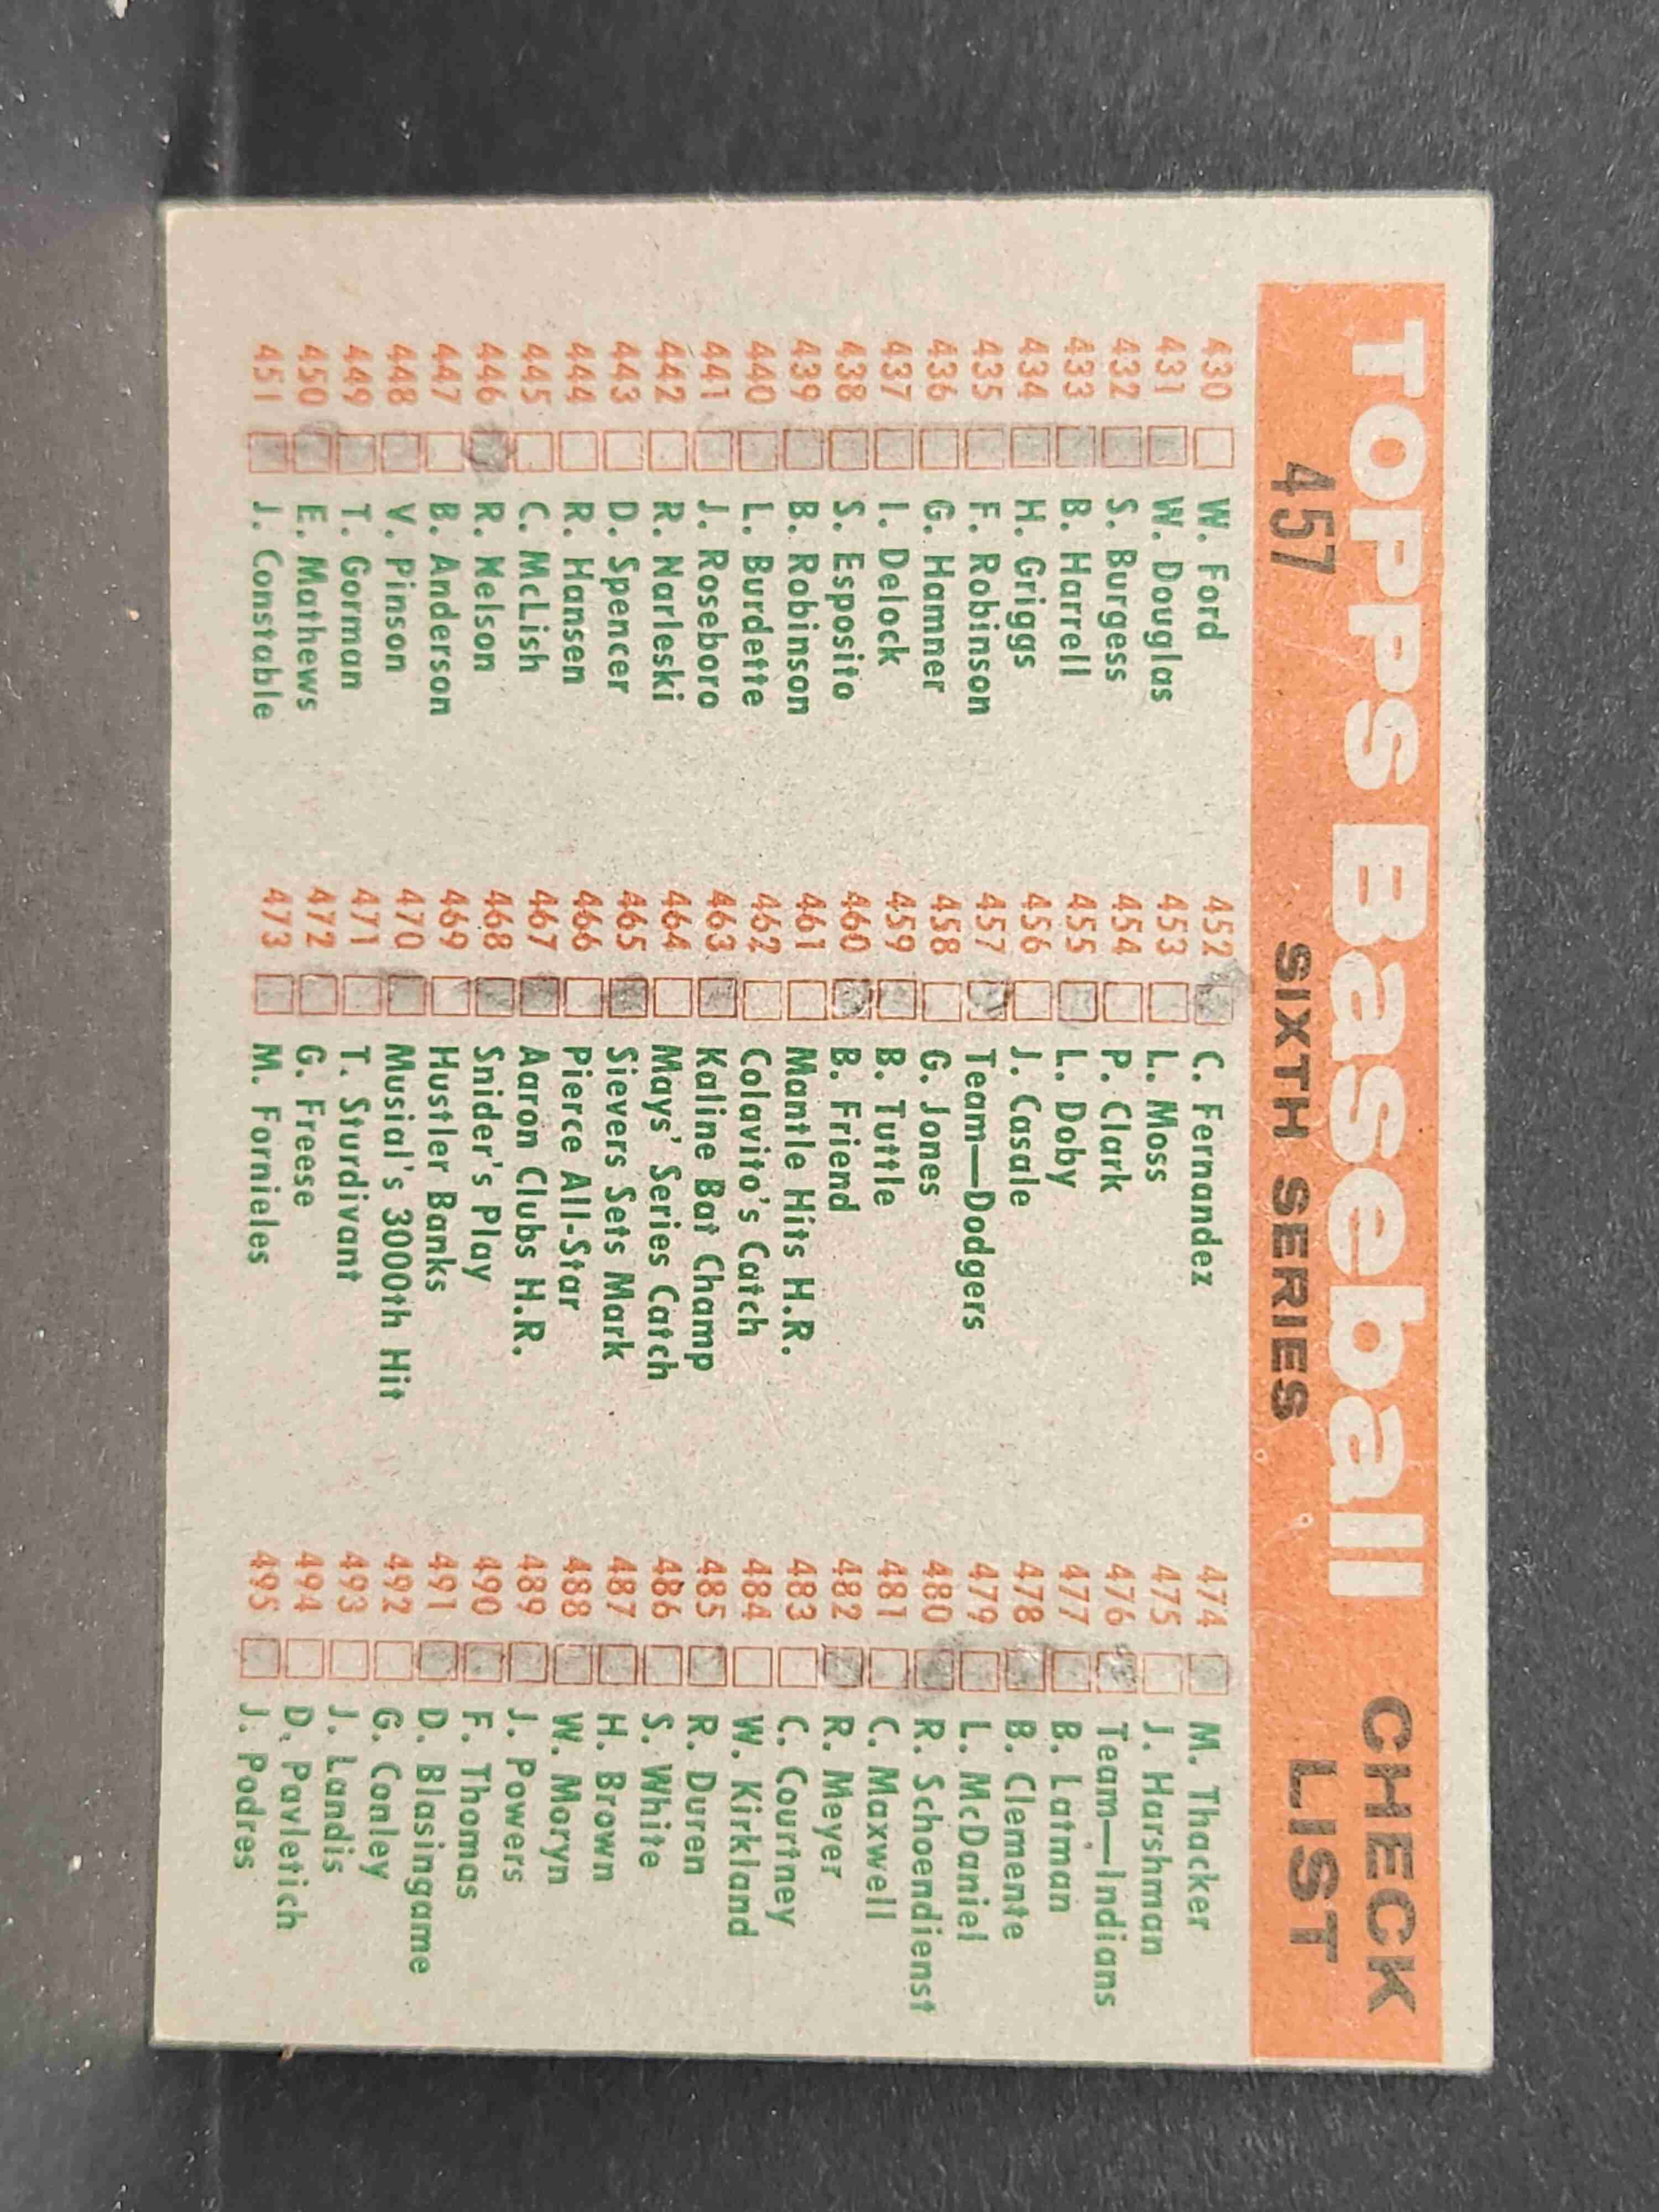 TOPPS Baseball CHECK LIST
457 SIXTH SERIES
430 W. Ford
431 W. Douglas
432 S. Burgess
433 B. Harrell
434 H. Griggs
435 F. Robinson
436 G. Hamner
437 I. Delock
438 S. Esposito
439 B. Robinson
440 L. Burdette
441 J. Roseboro
442 R. Narleski
443 D. Spencer
444 R. Hansen
445 C. McLish
446 R. Nelson
447 B. Anderson
448 V. Pinson
449 T. Gorman
450 E. Mathews
451 J. Constable
452 C. Fernandez
453 L. Moss
454 P. Clark
455 L. Doby
456 J. Casale
457 Team—Dodgers
458 G. Jones
459 B. Tuttle
460 B. Friend
461 Mantle Hits H.R.
462 Colavito's Catch
463 Kaline Bat Champ
464 Mays' Series Catch
465 Sievers Sets Mark
466 Pierce All-Star
467 Aaron Clubs H.R.
468 Snider's Play
469 Hustler Banks
470 Musial's 3000th Hit
471 T. Sturdivant
472 G. Freese
473 M. Fornieles
474 M. Thacker
475 J. Harshman
476 Team—Indians
477 B. Latman
478 B. Clemente
479 L. McDaniel
480 R. Schoendienst
481 C. Maxwell
482 R. Meyer
483 C. Courtney
484 W. Kirkland
485 R. Duren
486 S. White
487 H. Brown
488 W. Moryn
489 J. Powers
490 F. Thomas
491 D. Blasingame
492 G. Conley
493 J. Landis
494 D. Pavletich
495 J. Podres